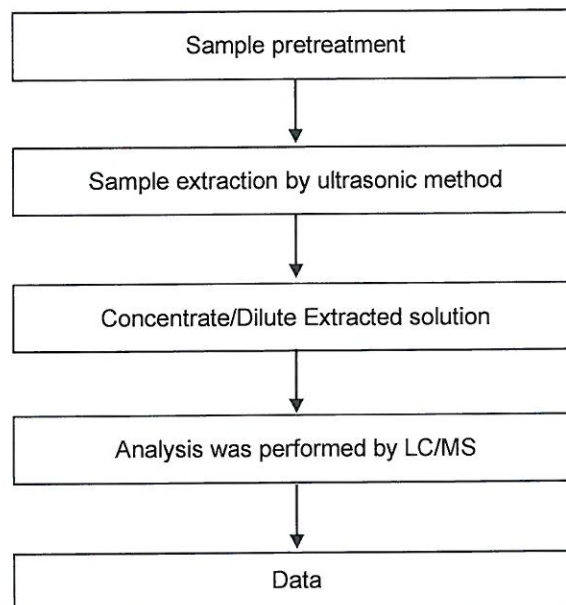 Sample pretreatment
Sample extraction by ultrasonic method
Concentrate/Dilute Extracted solution
Analysis was performed by LC/MS
Data